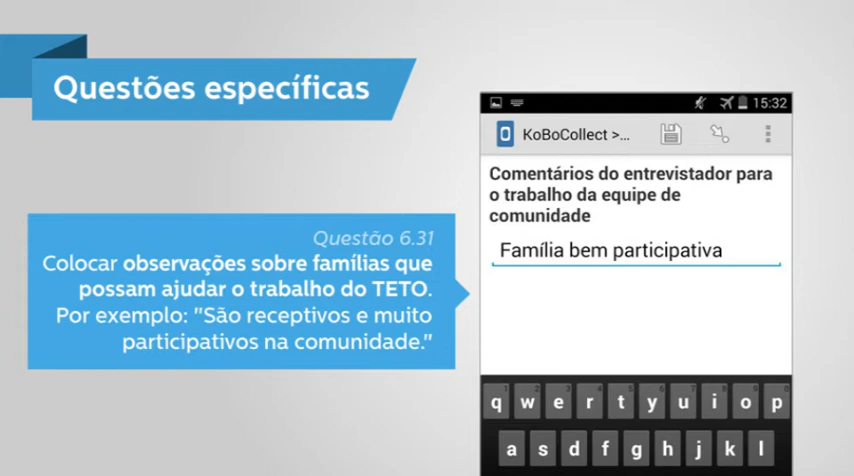 Questões específicas
Questão 6.31
Colocar observações sobre famílias que
possam ajudar o trabalho do TETO.
Por exemplo: "São receptivos e muito
participativos na comunidade."
15:32
KoBoCollect >...
Comentários do entrevistador para
o trabalho da equipe de
comunidade
Família bem participativa
q w e r t y u i o p
a s d f g h j k l